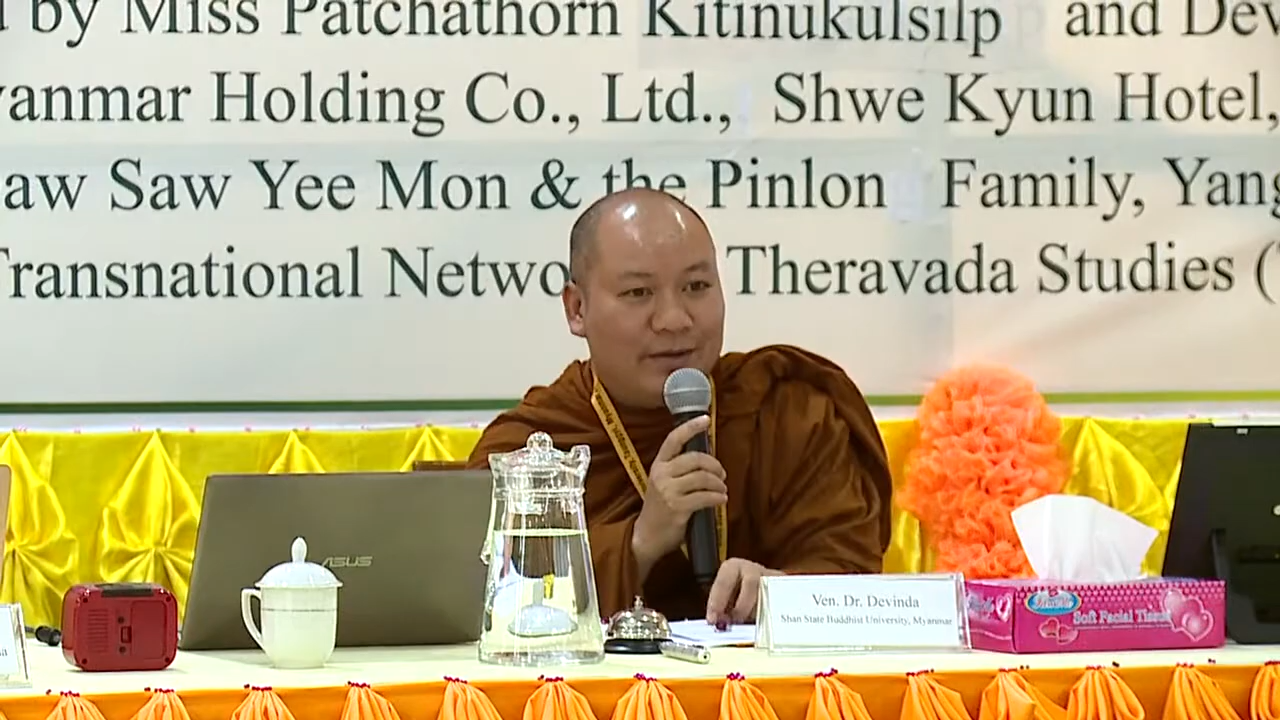 by Miss Patchathorn Kitinukulsilp and Dev
yanmar Holding Co., Ltd., Shwe Kyun Hotel,
aw Saw Yee Mon & the Pinlon Family, Yang
Transnational Netwo Theravada Studies (
ASUS
Ven. Dr. Devinda
Shan State Buddhist University, Myanmar
Soft Facial Tissue